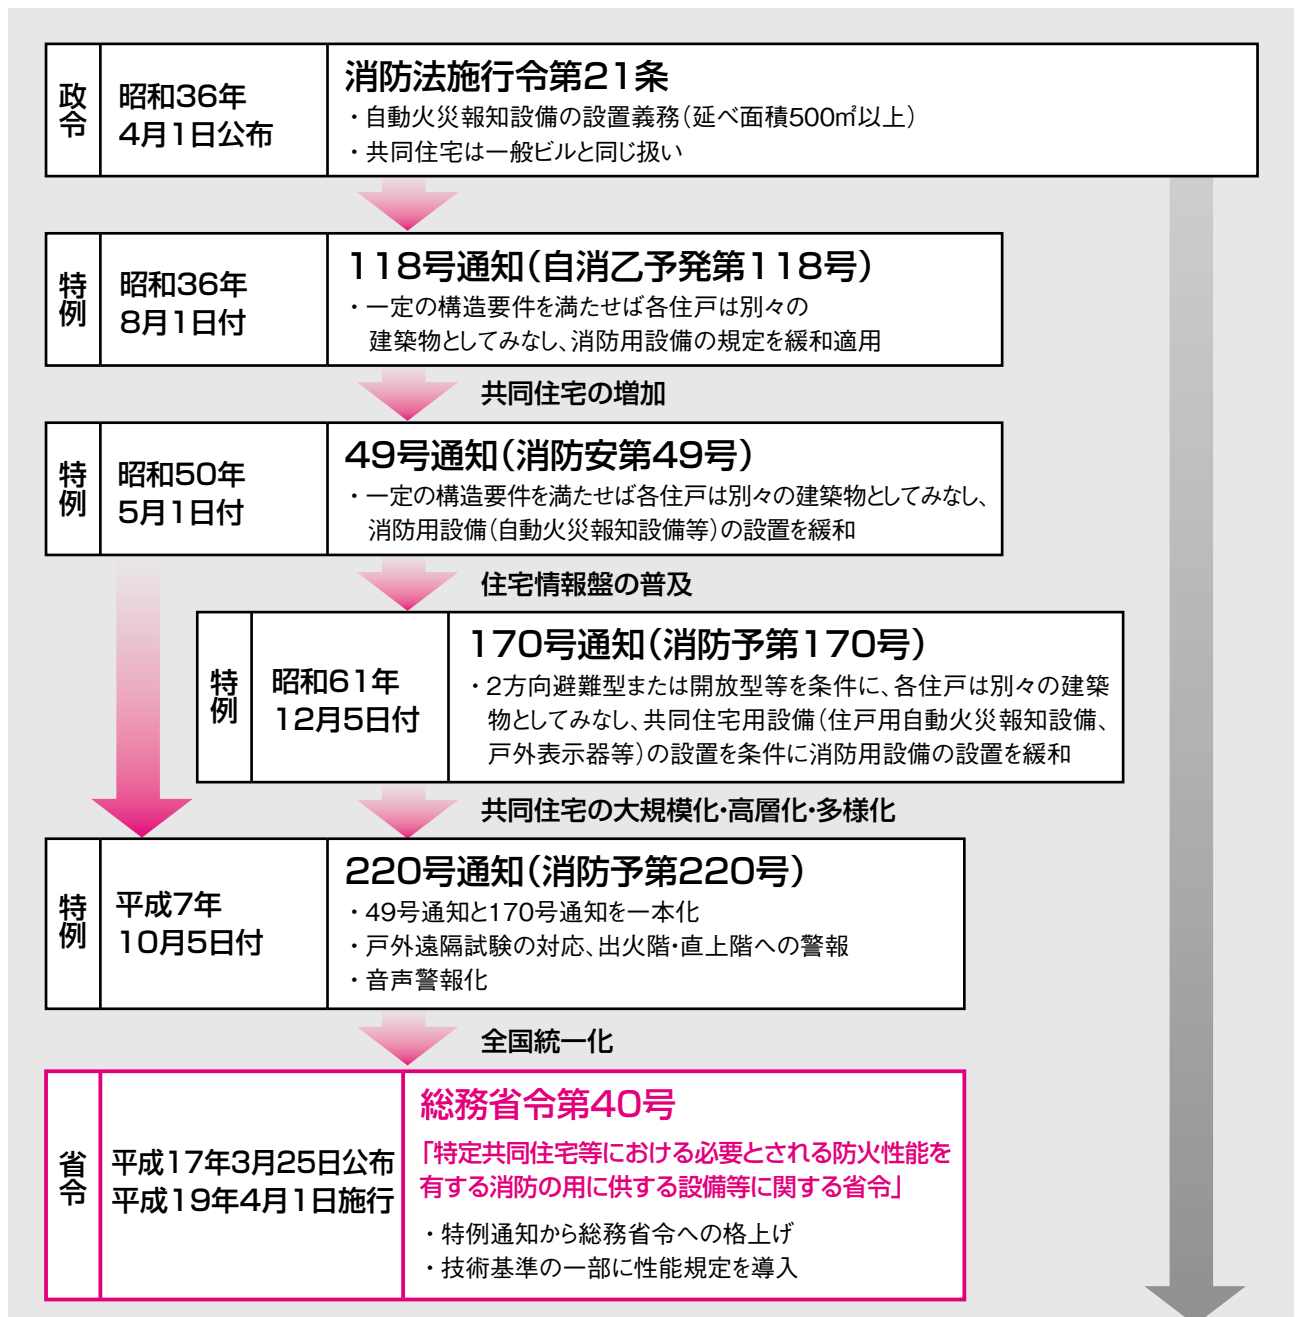 政令
昭和36年
4月1日公布
消防法施行令第21条
・自動火災報知設備の設置義務（延べ面積500㎡以上）
・共同住宅は一般ビルと同じ扱い
特例
昭和36年
8月1日付
118号通知（自消乙予発第118号）
・一定の構造要件を満たせば各住戸は別々の
建築物としてみなし、消防用設備の規定を緩和適用
共同住宅の増加
特例
昭和50年
5月1日付
49号通知（消防安第49号）
・一定の構造要件を満たせば各住戸は別々の建築物としてみなし、
消防用設備（自動火災報知設備等）の設置を緩和
住宅情報盤の普及
特例
昭和61年
12月5日付
170号通知（消防予第170号）
・2方向避難型または開放型等を条件に、各住戸は別々の建築
物としてみなし、共同住宅用設備（住戸用自動火災報知設備、
戸外表示器等）の設置を条件に消防用設備の設置を緩和
共同住宅の大規模化・高層化・多様化
特例
平成7年
10月5日付
220号通知（消防予第220号）
・49号通知と170号通知を一本化
・戸外遠隔試験の対応、出火階・直上階への警報
・音声警報化
全国統一化
省令
平成17年3月25日公布
平成19年4月1日施行
総務省令第40号
「特定共同住宅等における必要とされる防火性能を
有する消防の用に供する設備等に関する省令」
・特例通知から総務省令への格上げ
・技術基準の一部に性能規定を導入